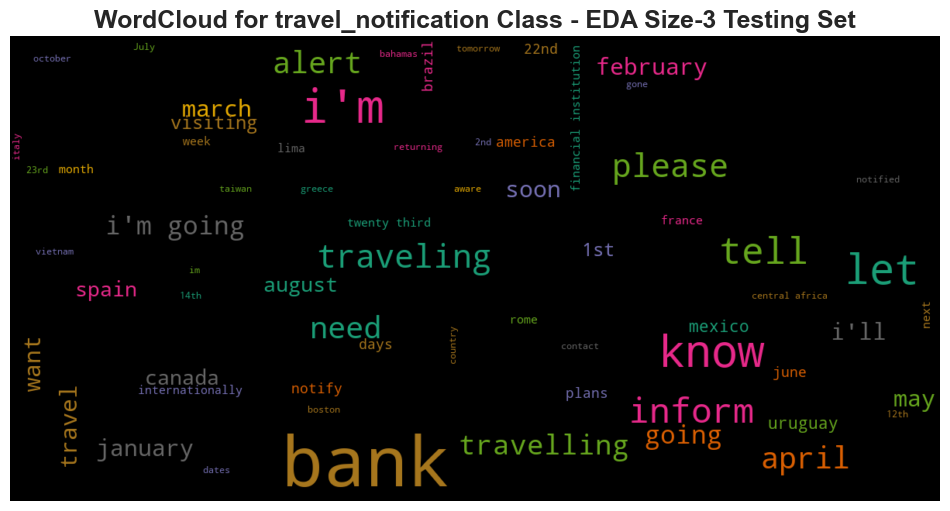 WordCloud for travel_notification Class - EDA Size-3 Testing Set
october
July
alert
bahamas
brazil
tomorrow
22nd
financial institution
february
gone
i'm
march
visiting
week
lima
returning
2nd
america
italy
23rd
month
taiwan
greece
aware
soon
please
notified
i'm going
twenty third
france
vietnam
im
traveling
1st
tell
let
spain
14th
august
central africa
next
need
days
rome
country
contact
mexico
know
i'll
want
canada
internationally
notify
boston
plans
june
inform
may
12th
travel
january
dates
bank
travelling
going
uruguay
april